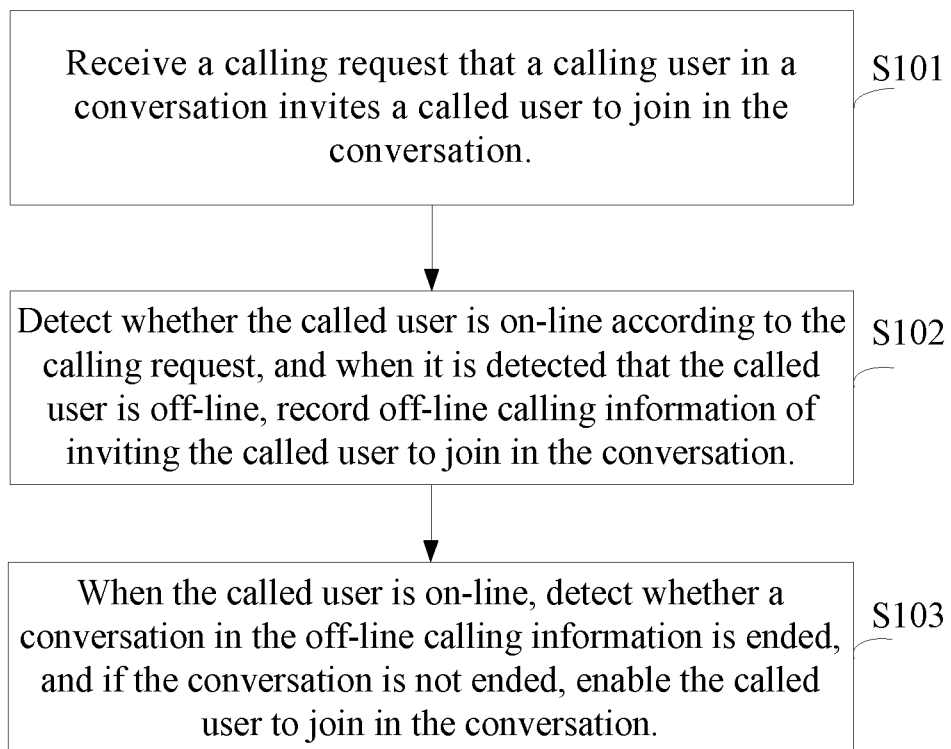 Receive a calling request that a calling user in a
conversation invites a called user to join in the
conversation.
S101
Detect whether the called user is on-line according to the
calling request, and when it is detected that the called
user is off-line, record off-line calling information of
inviting the called user to join in the conversation.
S102
When the called user is on-line, detect whether a
conversation in the off-line calling information is ended,
and if the conversation is not ended, enable the called
user to join in the conversation.
S103